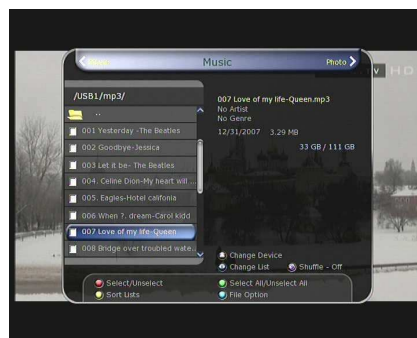 Music
Photo
V HD
/USB1/mp3/
..
001 Yesterday -The Beatles
002 Goodbye-Jessica
003 Let it be- The Beatles
004. Celine Dion-My heart will ...
005. Eagles-Hotel califonia
006 When ?. dream-Carol kidd
007 Love of my life-Queen
008 Bridge over troubled wate..
007 Love of my life-Queen.mp3
No Artist
No Genre
12/31/2007 3.29 MB
33 GB / 111 GB
Change Device
Change List
Shuffle - Off
Select/Unselect
Select All/Unselect All
Sort Lists
File Option